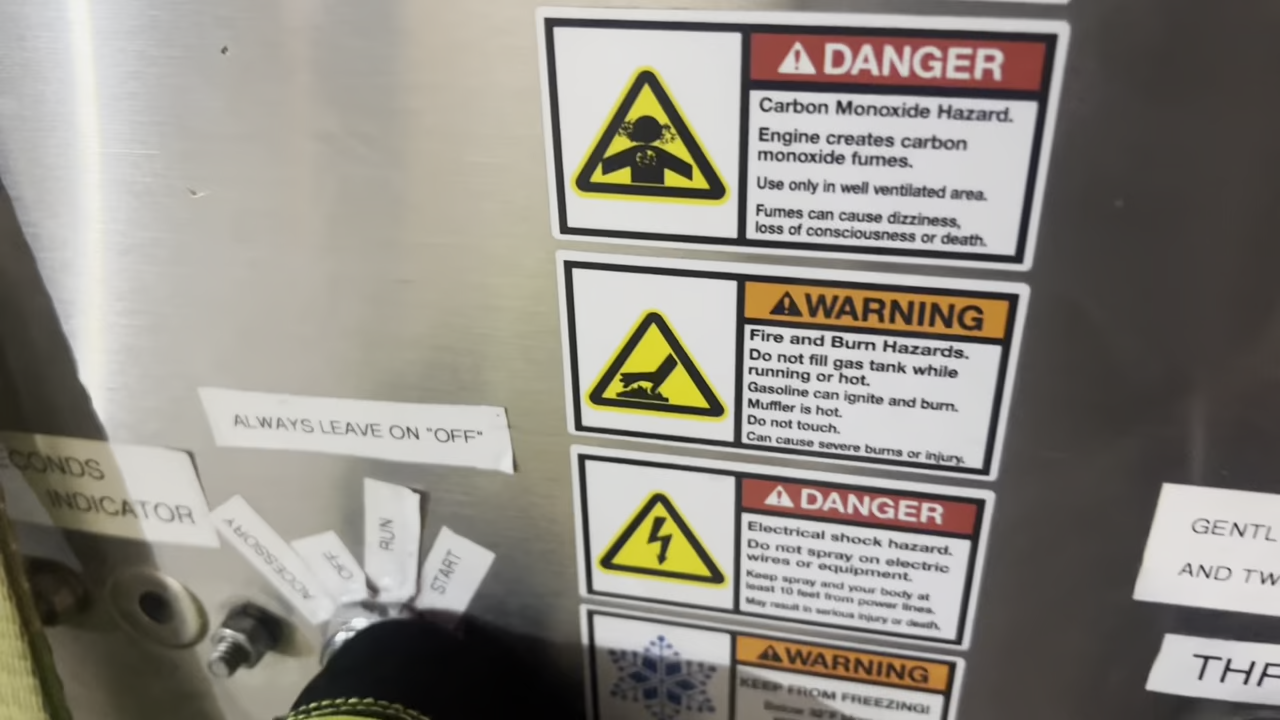 DANGER
Carbon Monoxide Hazard.
Engine creates carbon
monoxide fumes.
Use only in well ventilated area.
Fumes can cause dizziness,
loss of consciousness or death.
WARNING
Fire and Burn Hazards.
Do not fill gas tank while
running or hot.
Gasoline can ignite and burn.
Muffler is hot.
Do not touch.
Can cause severe burns or injury.
DANGER
Electrical shock hazard.
Do not spray on electric
wires or equipment.
Keep spray and your body at
least 10 feet from power lines.
May result in serious injury or death.
WARNING
KEEP FROM FREEZING!
Below 32°F
ALWAYS LEAVE ON "OFF"
CONDS
INDICATOR
ACCESSORY
OFF
RUN
START
GENTL
AND TW